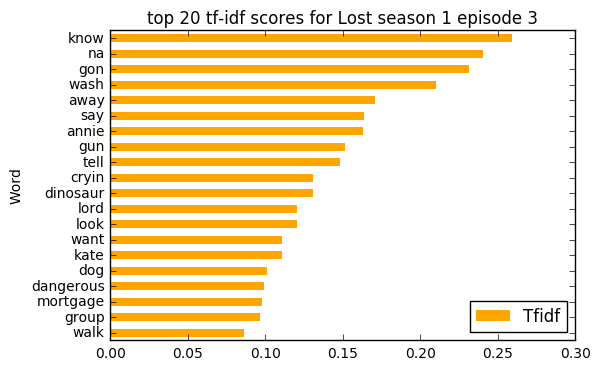 top 20 tf-idf scores for Lost season 1 episode 3
Word
know
na
gon
wash
away
say
annie
gun
tell
cryin
dinosaur
lord
look
want
kate
dog
dangerous
mortgage
group
walk
Tfidf
0.00 0.05 0.10 0.15 0.20 0.25 0.30